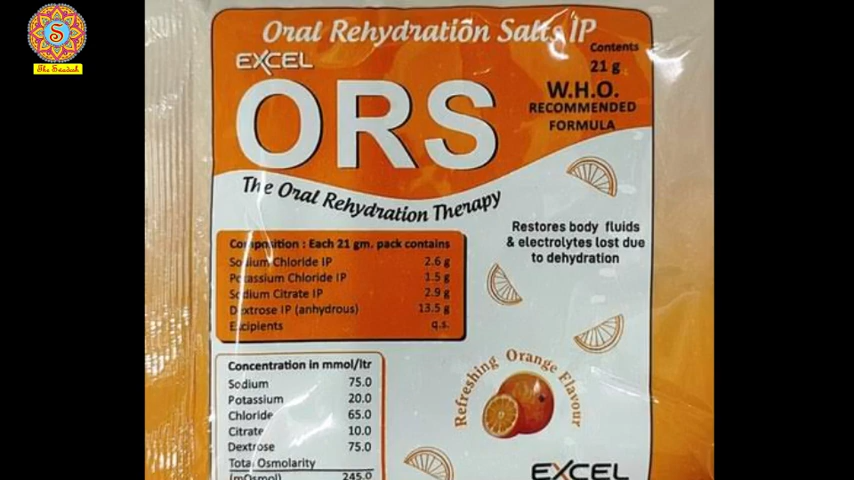 S
The Swadesh
Oral Rehydration Salts IP
EXCEL
Contents
21 g
ORS
W.H.O.
RECOMMENDED
FORMULA
The Oral Rehydration Therapy
Restores body fluids
& electrolytes lost due
to dehydration
Composition : Each 21 gm. pack contains
Sodium Chloride IP 2.6 g
Potassium Chloride IP 1.5 g
Sodium Citrate IP 2.9 g
Dextrose IP (anhydrous) 13.5 g
Excipients q.s.
Concentration in mmol/ltr
Sodium 75.0
Potassium 20.0
Chloride 65.0
Citrate 10.0
Dextrose 75.0
Total Osmolarity
(mOsmol) 245.0
Refreshing Orange Flavour
EXCEL